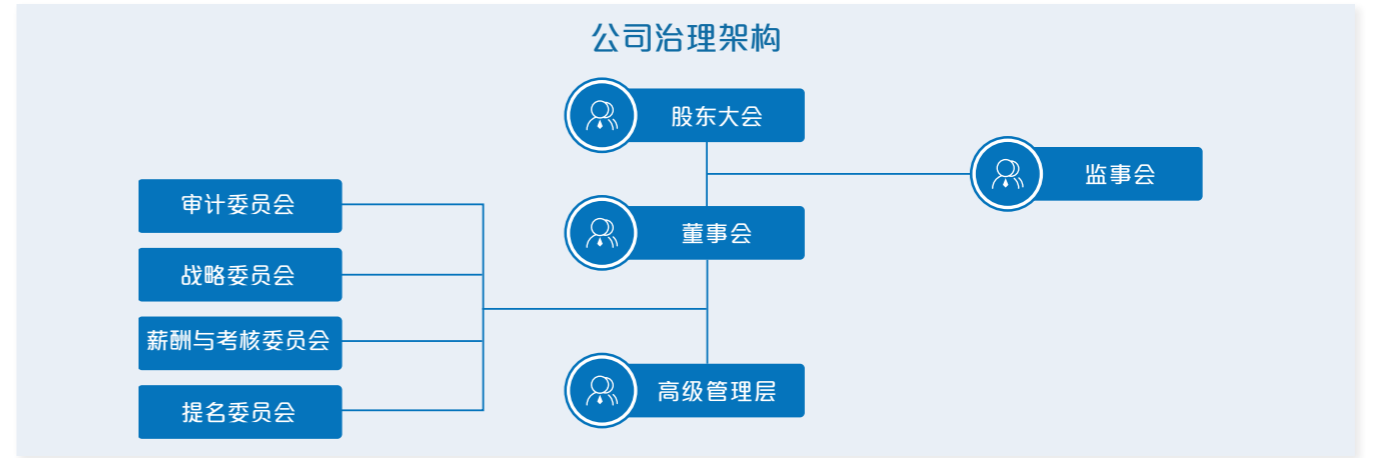 公司治理架构
股东大会
监事会
董事会
审计委员会
战略委员会
薪酬与考核委员会
提名委员会
高级管理层